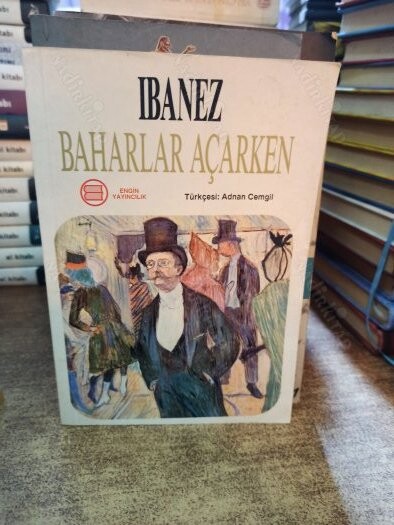 IBANEZ
BAHARLAR AÇARKEN
ENGİN
YAYINCILIK
Türkçesi: Adnan Cemgil